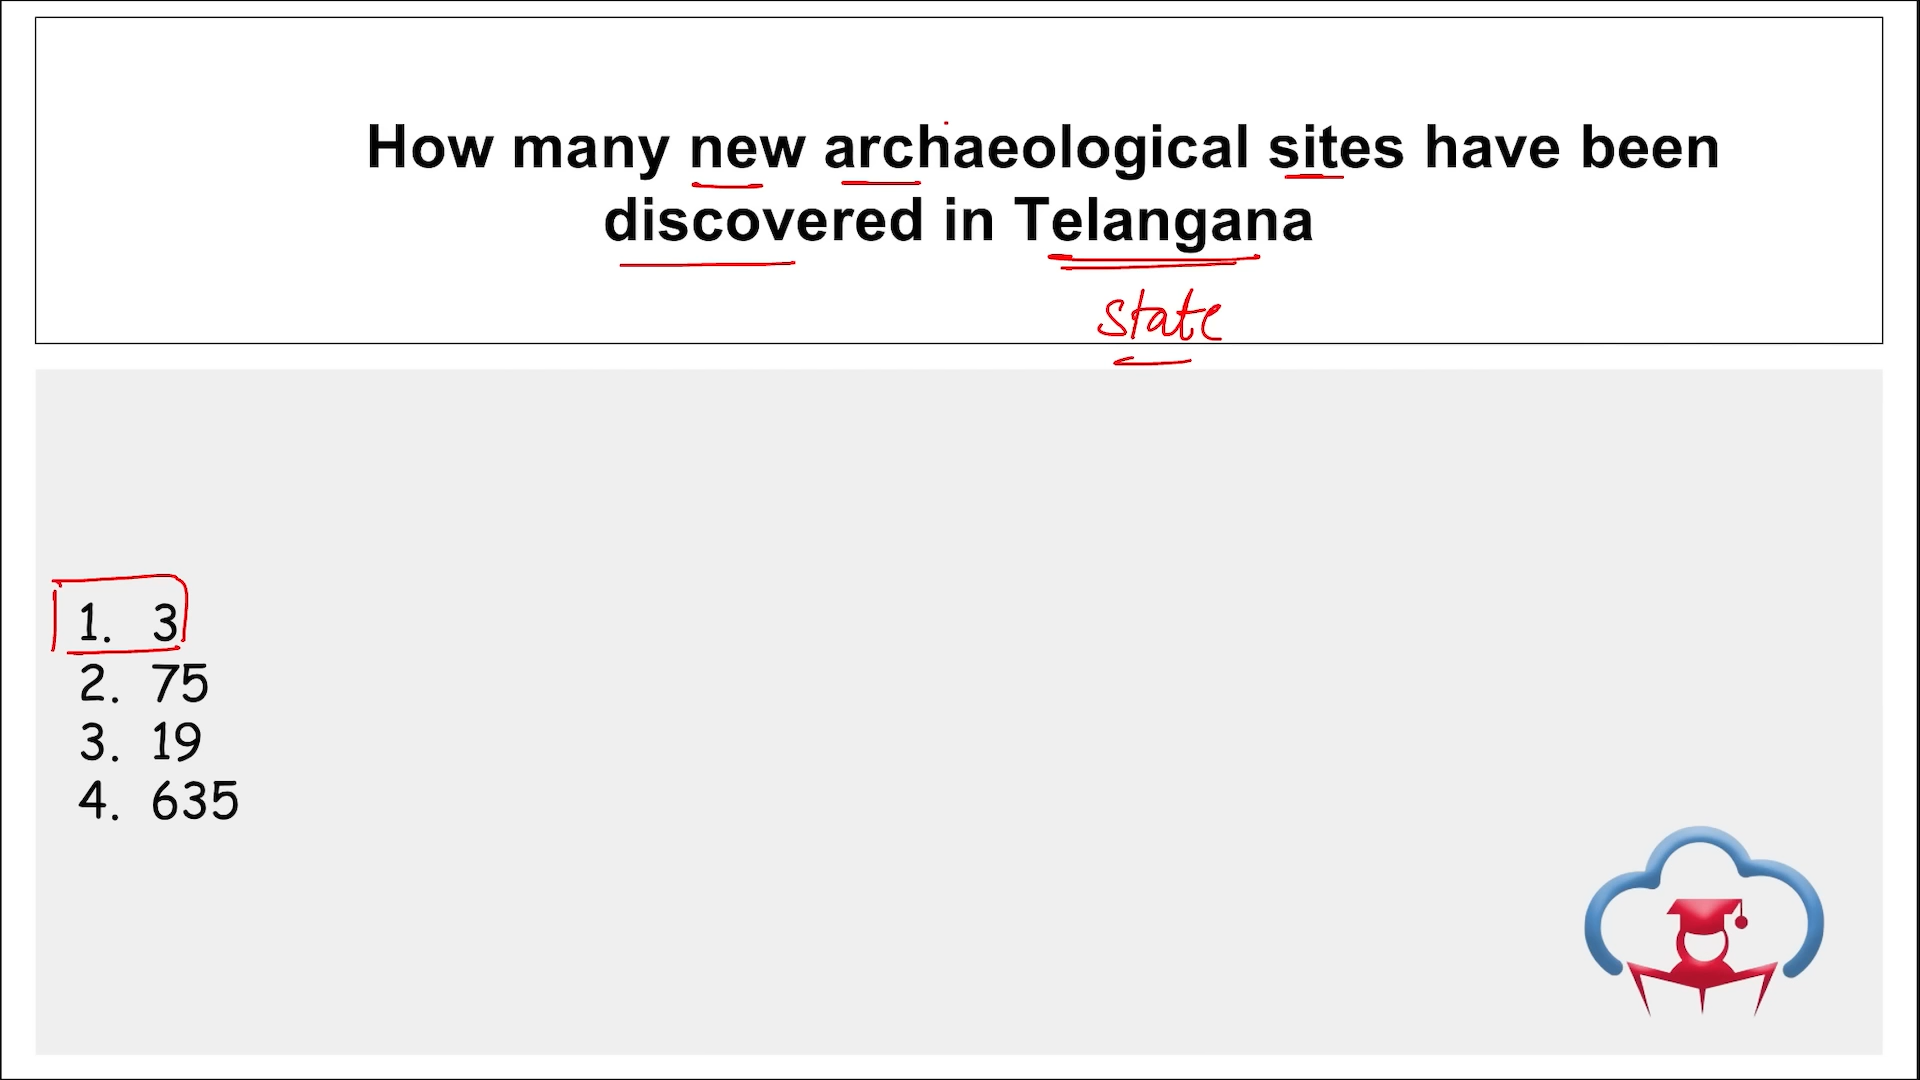 How many new archaeological sites have been
discovered in Telangana
state
1. 3
2. 75
3. 19
4. 635